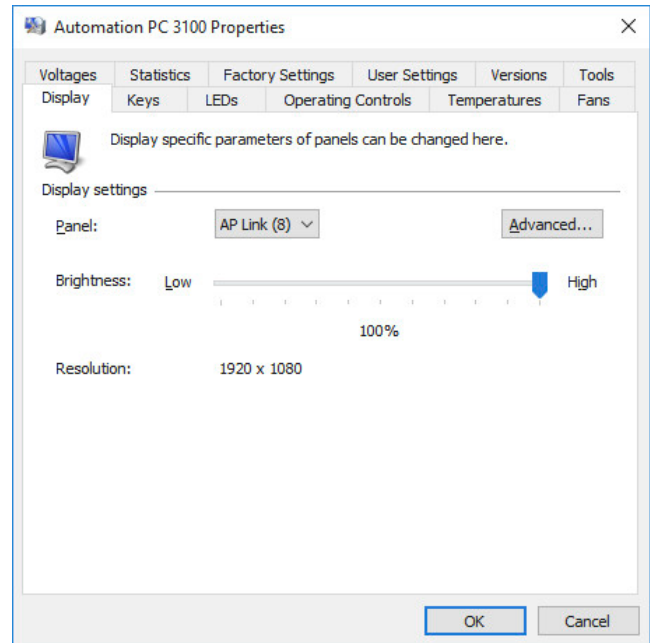 Automation PC 3100 Properties
Voltages Statistics Factory Settings User Settings Versions Tools
Display Keys LEDs Operating Controls Temperatures Fans
Display specific parameters of panels can be changed here.
Display settings
Panel: AP Link (8) Advanced...
Brightness: Low High
100%
Resolution: 1920 x 1080
OK Cancel